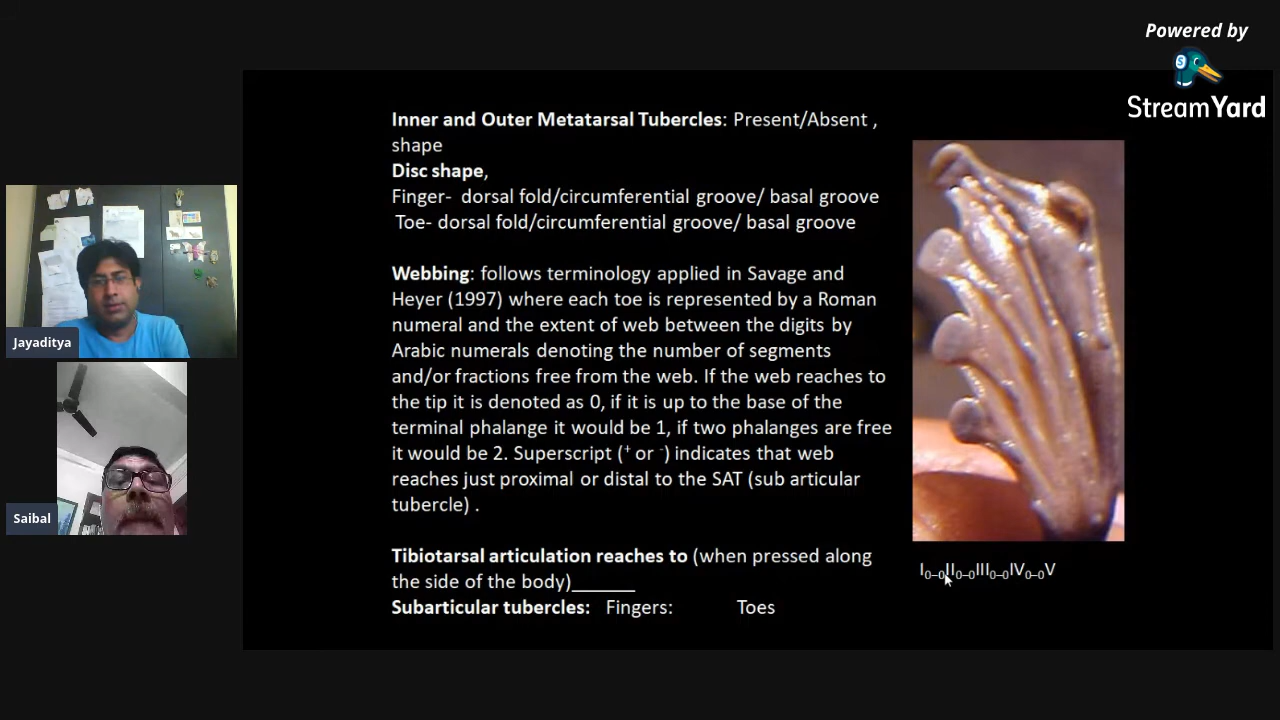 Powered by
StreamYard
Inner and Outer Metatarsal Tubercles: Present/Absent ,
shape
Disc shape,
Finger- dorsal fold/circumferential groove/ basal groove
Toe- dorsal fold/circumferential groove/ basal groove
Webbing: follows terminology applied in Savage and
Heyer (1997) where each toe is represented by a Roman
numeral and the extent of web between the digits by
Arabic numerals denoting the number of segments
and/or fractions free from the web. If the web reaches to
the tip it is denoted as 0, if it is up to the base of the
terminal phalange it would be 1, if two phalanges are free
it would be 2. Superscript (⁺ or ⁻) indicates that web
reaches just proximal or distal to the SAT (sub articular
tubercle) .
Tibiotarsal articulation reaches to (when pressed along
the side of the body)______
Subarticular tubercles: Fingers: Toes
I₀₋₀II₀₋₀III₀₋₀IV₀₋₀V
Jayaditya
Saibal